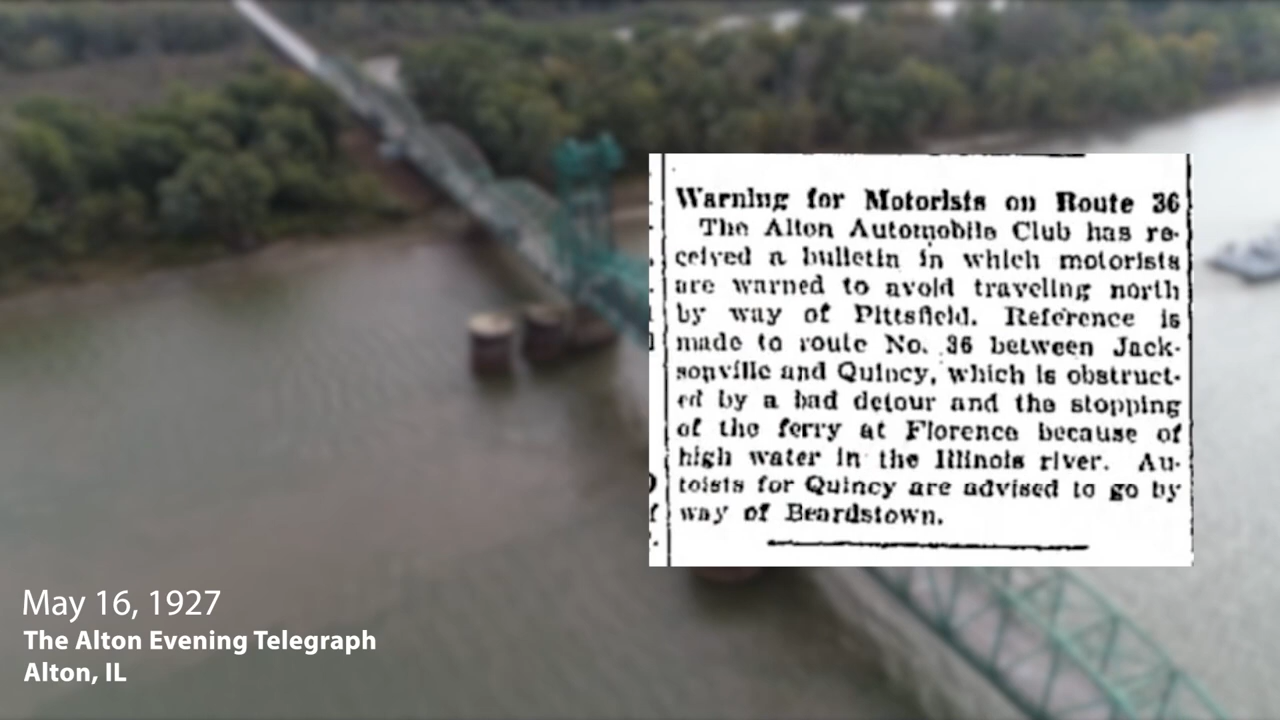 Warning for Motorists on Route 36
The Alton Automobile Club has re-
ceived a bulletin in which motorists
are warned to avoid traveling north
by way of Pittsfield. Reference is
made to route No. 36 between Jack-
sonville and Quincy, which is obstruct-
ed by a bad detour and the stopping
of the ferry at Florence because of
high water in the Illinois river. Au-
toists for Quincy are advised to go by
way of Beardstown.
May 16, 1927
The Alton Evening Telegraph
Alton, IL